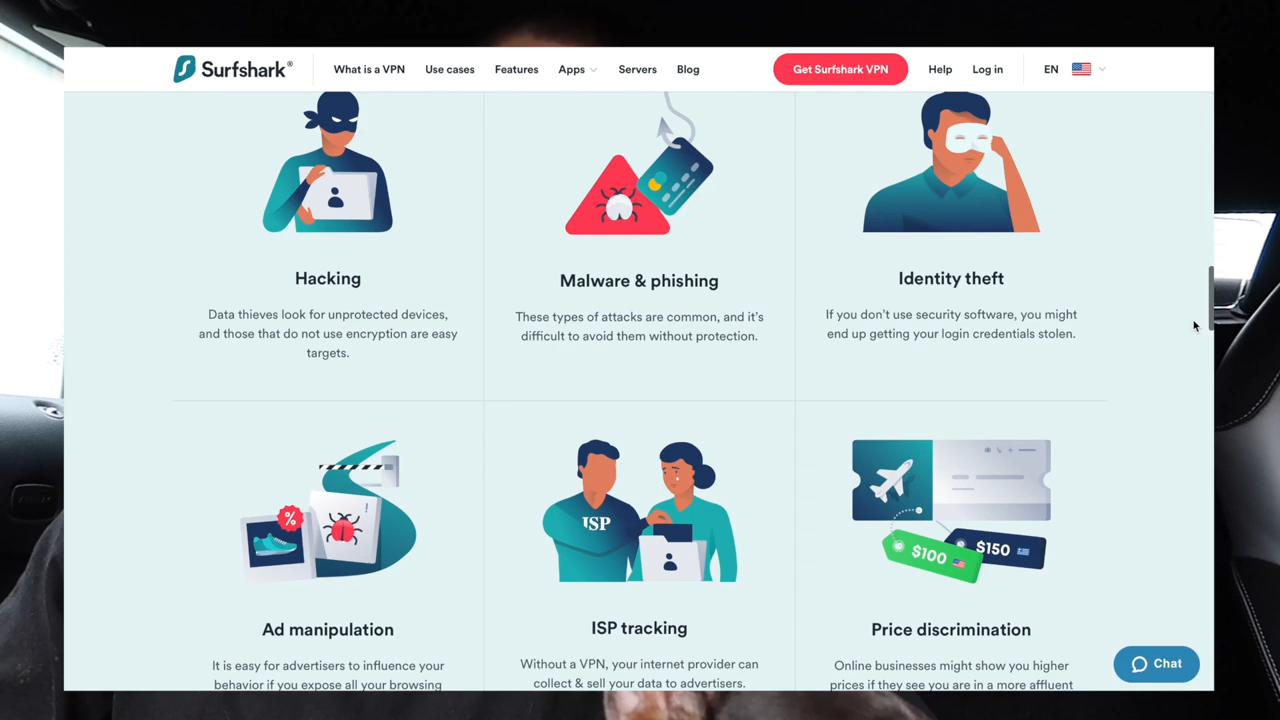 Surfshark®
What is a VPN
Use cases
Features
Apps
Servers
Blog
Get Surfshark VPN
Help
Log in
EN
Hacking
Data thieves look for unprotected devices,
and those that do not use encryption are easy
targets.
Malware & phishing
These types of attacks are common, and it's
difficult to avoid them without protection.
Identity theft
If you don't use security software, you might
end up getting your login credentials stolen.
%
!
Ad manipulation
It is easy for advertisers to influence your
behavior if you expose all your browsing
ISP
ISP tracking
Without a VPN, your internet provider can
collect & sell your data to advertisers.
$100
$150
Price discrimination
Online businesses might show you higher
prices if they see you are in a more affluent
Chat